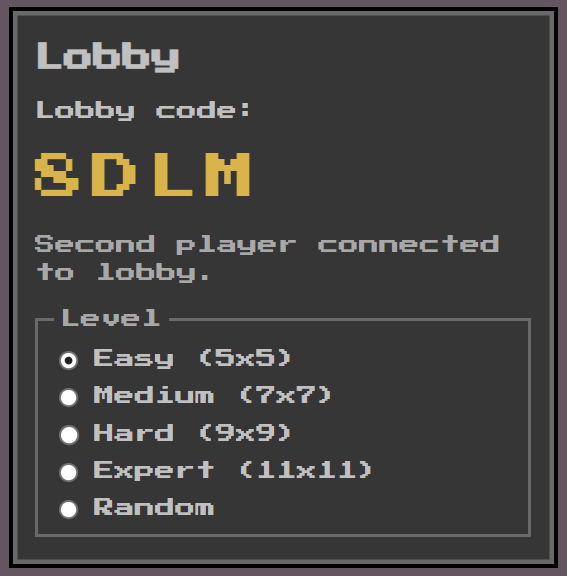 Lobby
Lobby code:
SDLM
Second player connected
to lobby.
Level
Easy (5x5)
Medium (7x7)
Hard (9x9)
Expert (11x11)
Random